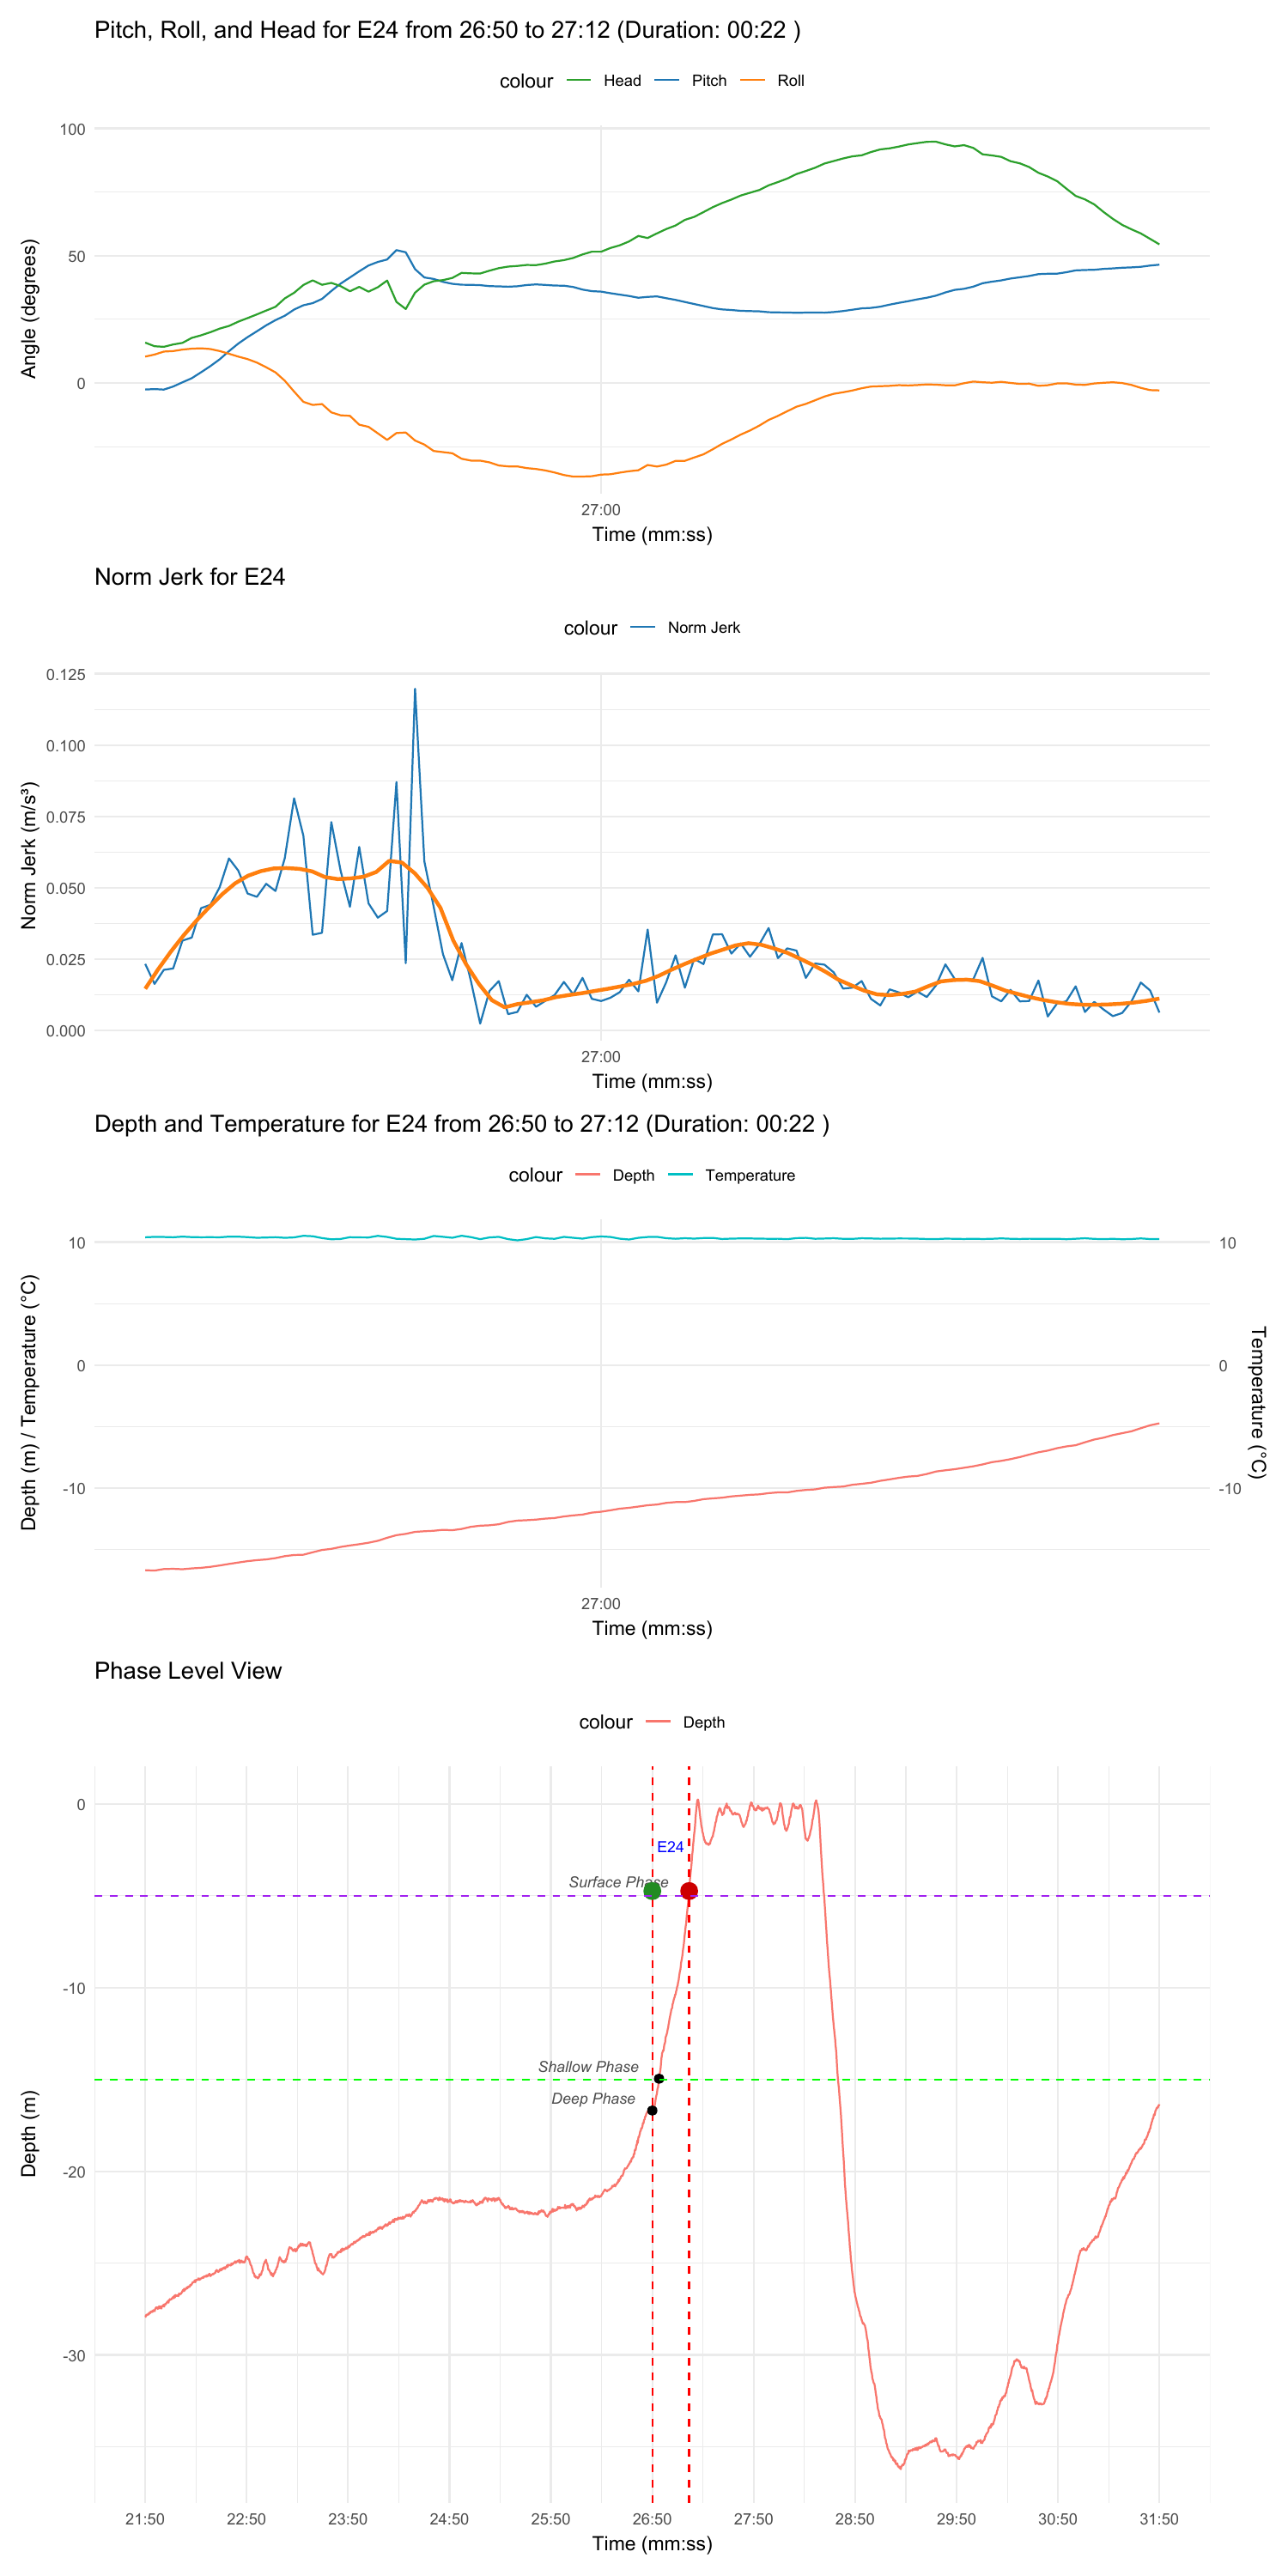 Pitch, Roll, and Head for E24 from 26:50 to 27:12 (Duration: 00:22 )
colour Head Pitch Roll
100
50
0
Angle (degrees)
27:00
Time (mm:ss)
Norm Jerk for E24
colour Norm Jerk
0.125
0.100
0.075
0.050
0.025
0.000
Norm Jerk (m/s³)
27:00
Time (mm:ss)
Depth and Temperature for E24 from 26:50 to 27:12 (Duration: 00:22 )
colour Depth Temperature
10 10
0 0
-10 -10
Depth (m) / Temperature (°C)
Temperature (°C)
27:00
Time (mm:ss)
Phase Level View
colour Depth
0
E24
Surface Phase
-10
Shallow Phase
Deep Phase
-20
-30
Depth (m)
21:50 22:50 23:50 24:50 25:50 26:50 27:50 28:50 29:50 30:50 31:50
Time (mm:ss)